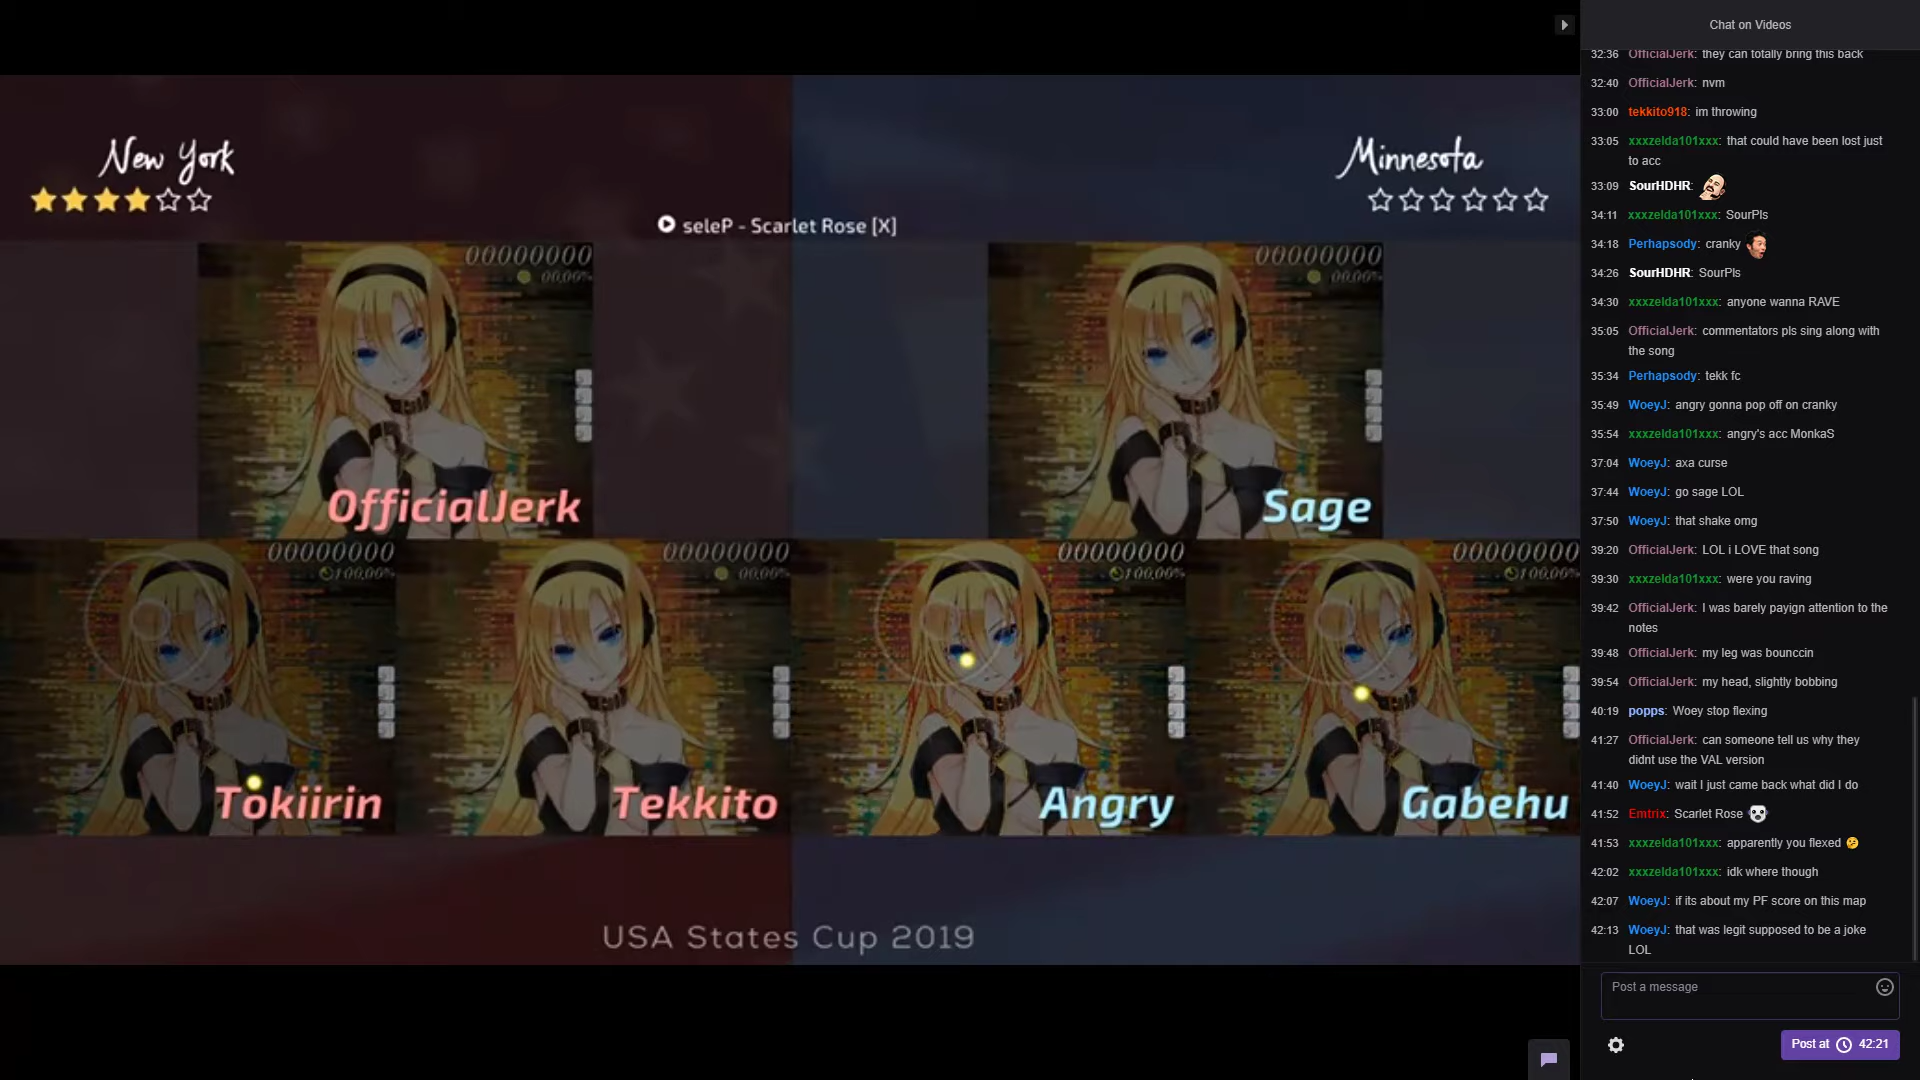 New York
Minnesota
seleP - Scarlet Rose [X]
00000000
00.00%
00000000
00.00%
OfficialJerk
Sage
00000000
100.00%
00000000
00.00%
00000000
100.00%
00000000
100.00%
Tokiirin
Tekkito
Angry
Gabehu
USA States Cup 2019
Chat on Videos
32:36 OfficialJerk: they can totally bring this back
32:40 OfficialJerk: nvm
33:00 tekkito918: im throwing
33:05 xxxzelda101xxx: that could have been lost just
to acc
33:09 SourHDHR:
34:11 xxxzelda101xxx: SourPls
34:18 Perhapsody: cranky
34:26 SourHDHR: SourPls
34:30 xxxzelda101xxx: anyone wanna RAVE
35:05 OfficialJerk: commentators pls sing along with
the song
35:34 Perhapsody: tekk fc
35:49 WoeyJ: angry gonna pop off on cranky
35:54 xxxzelda101xxx: angry's acc MonkaS
37:04 WoeyJ: axa curse
37:44 WoeyJ: go sage LOL
37:50 WoeyJ: that shake omg
39:20 OfficialJerk: LOL i LOVE that song
39:30 xxxzelda101xxx: were you raving
39:42 OfficialJerk: I was barely payign attention to the
notes
39:48 OfficialJerk: my leg was bounccin
39:54 OfficialJerk: my head, slightly bobbing
40:19 popps: Woey stop flexing
41:27 OfficialJerk: can someone tell us why they
didnt use the VAL version
41:40 WoeyJ: wait I just came back what did I do
41:52 Emtrix: Scarlet Rose
41:53 xxxzelda101xxx: apparently you flexed
42:02 xxxzelda101xxx: idk where though
42:07 WoeyJ: if its about my PF score on this map
42:13 WoeyJ: that was legit supposed to be a joke
LOL
Post a message
Post at 42:21